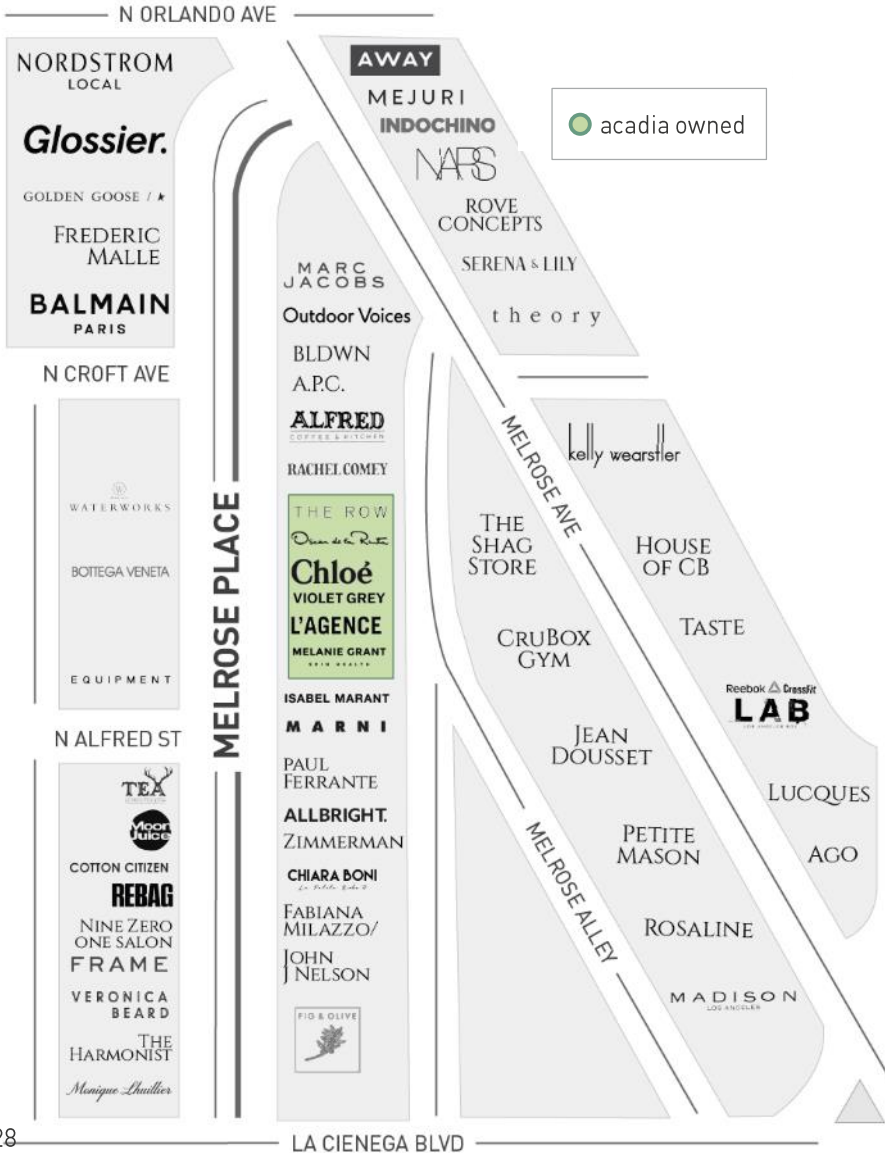 N ORLANDO AVE
NORDSTROM
LOCAL
Glossier.
GOLDEN GOOSE /
FREDERIC
MALLE
BALMAIN
PARIS
N CROFT AVE
WATERWORKS
BOTTEGA VENETA
EQUIPMENT
N ALFRED ST
TEA
Moon
Juice
COTTON CITIZEN
REBAG
NINE ZERO
ONE SALON
FRAME
VERONICA
BEARD
THE
HARMONIST
Monique Lhuillier
MELROSE PLACE
MARC
JACOBS
Outdoor Voices
BLDWN
A.P.C.
ALFRED
COFFEE & KITCHEN
RACHEL COMEY
THE ROW
Oscar de la Renta
Chloé
VIOLET GREY
L'AGENCE
MELANIE GRANT
SKIN HEALTH
ISABEL MARANT
MARNI
PAUL
FERRANTE
ALLBRIGHT.
ZIMMERMAN
CHIARA BONI
La Petite Robe
FABIANA
MILAZZO/
JOHN
J NELSON
FIG & OLIVE
AWAY
MEJURI
INDOCHINO
NARS
ROVE
CONCEPTS
SERENA & LILY
theory
acadia owned
MELROSE AVE
kelly wearstler
HOUSE
OF CB
TASTE
Reebok CrossFit
LAB
LUCQUES
AGO
THE
SHAG
STORE
CRUBOX
GYM
JEAN
DOUSSET
PETITE
MASON
ROSALINE
MADISON
LOS ANGELES
MELROSE ALLEY
28
LA CIENEGA BLVD